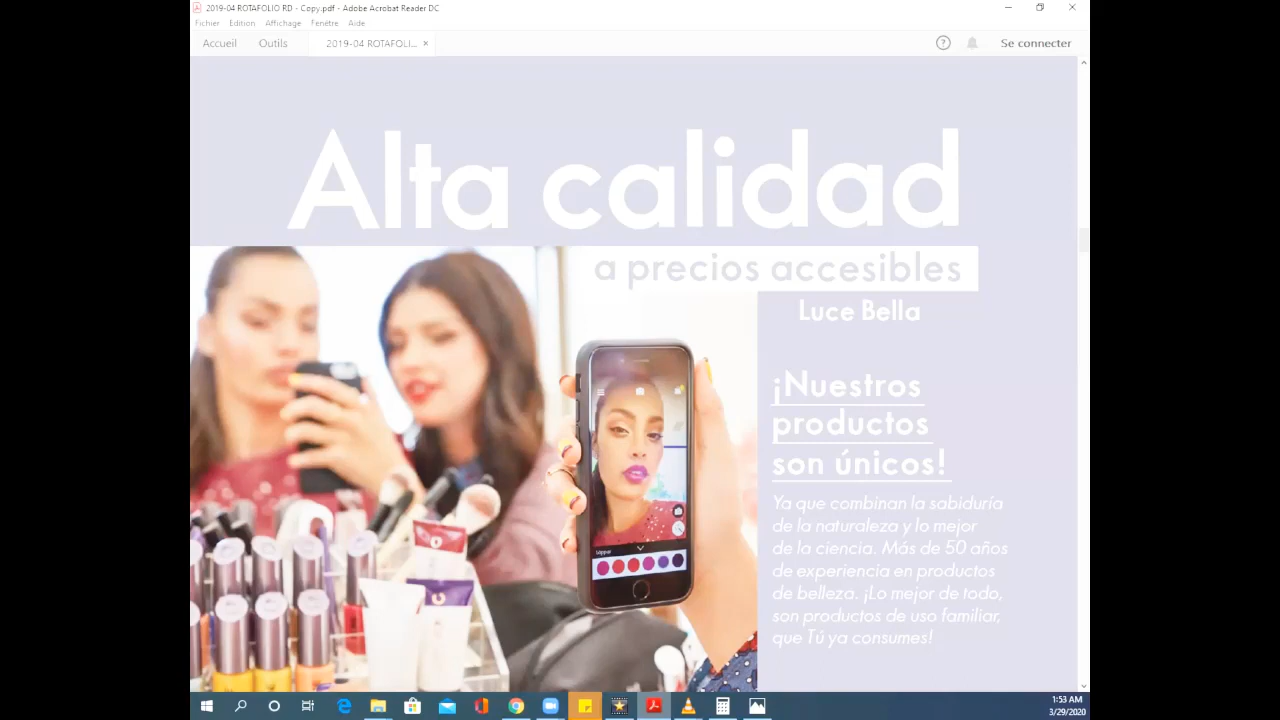 2019-04 ROTAFOLIO RD - Copy.pdf - Adobe Acrobat Reader DC
Fichier Edition Affichage Fenêtre Aide
Accueil Outils 2019-04 ROTAFOLI... × ? Se connecter
Alta calidad
a precios accesibles
Luce Bella
¡Nuestros
productos
son únicos!
Ya que combinan la sabiduría
de la naturaleza y lo mejor
de la ciencia. Más de 50 años
de experiencia en productos
de belleza. ¡Lo mejor de todo,
son productos de uso familiar,
que Tú ya consumes!
1:53 AM
3/29/2020